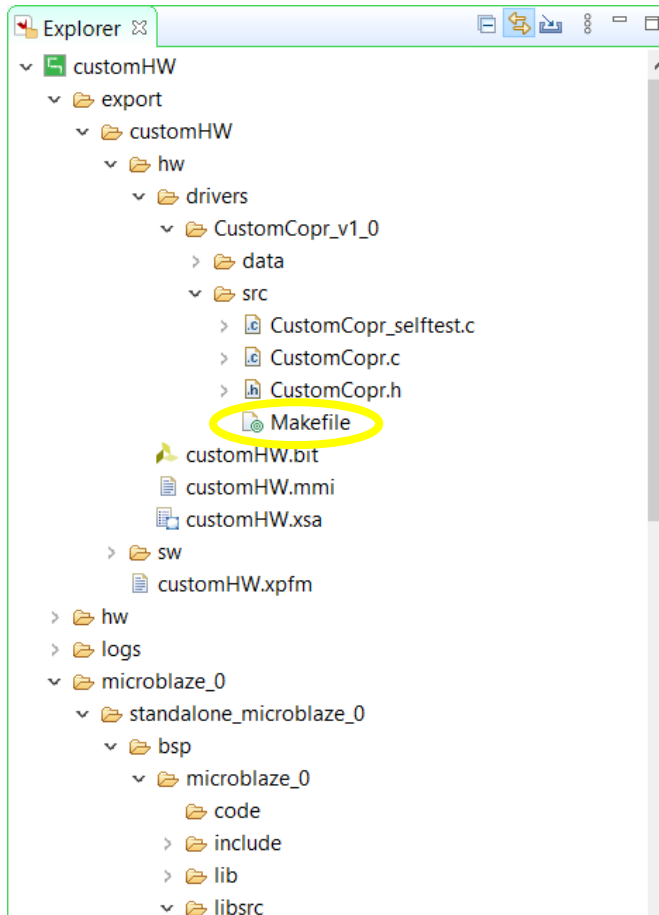 Explorer
customHW
export
customHW
hw
drivers
CustomCopr_v1_0
data
src
CustomCopr_selftest.c
CustomCopr.c
CustomCopr.h
Makefile
customHW.bit
customHW.mmi
customHW.xsa
sw
customHW.xpfm
hw
logs
microblaze_0
standalone_microblaze_0
bsp
microblaze_0
code
include
lib
libsrc